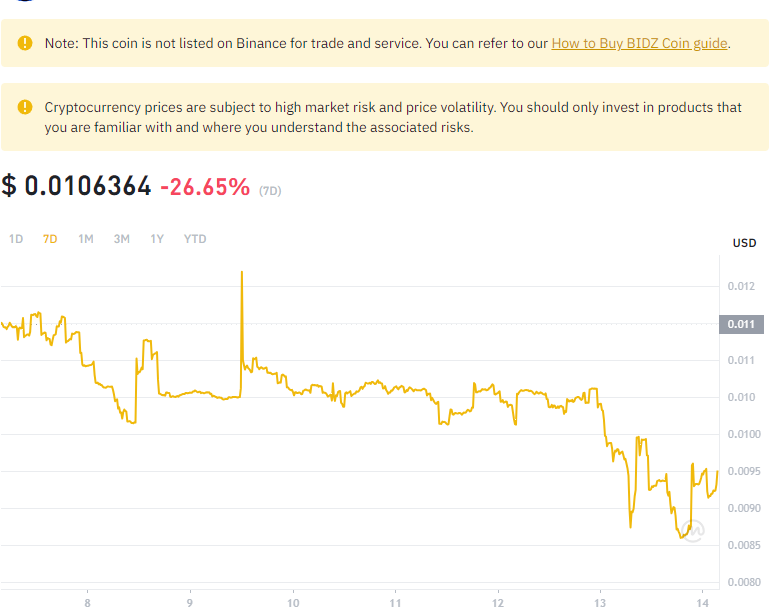 Note: This coin is not listed on Binance for trade and service. You can refer to our How to Buy BIDZ Coin guide.
Cryptocurrency prices are subject to high market risk and price volatility. You should only invest in products that
you are familiar with and where you understand the associated risks.
$ 0.0106364 -26.65% (7D)
1D 7D 1M 3M 1Y YTD
USD
0.012
0.011
0.011
0.010
0.0100
0.0095
0.0090
0.0085
0.0080
8 9 10 11 12 13 14